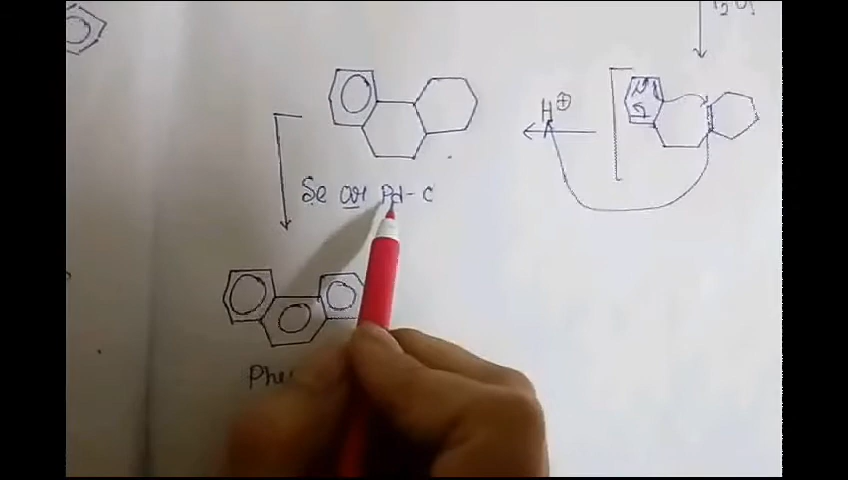 H⊕
Se or Pd-C